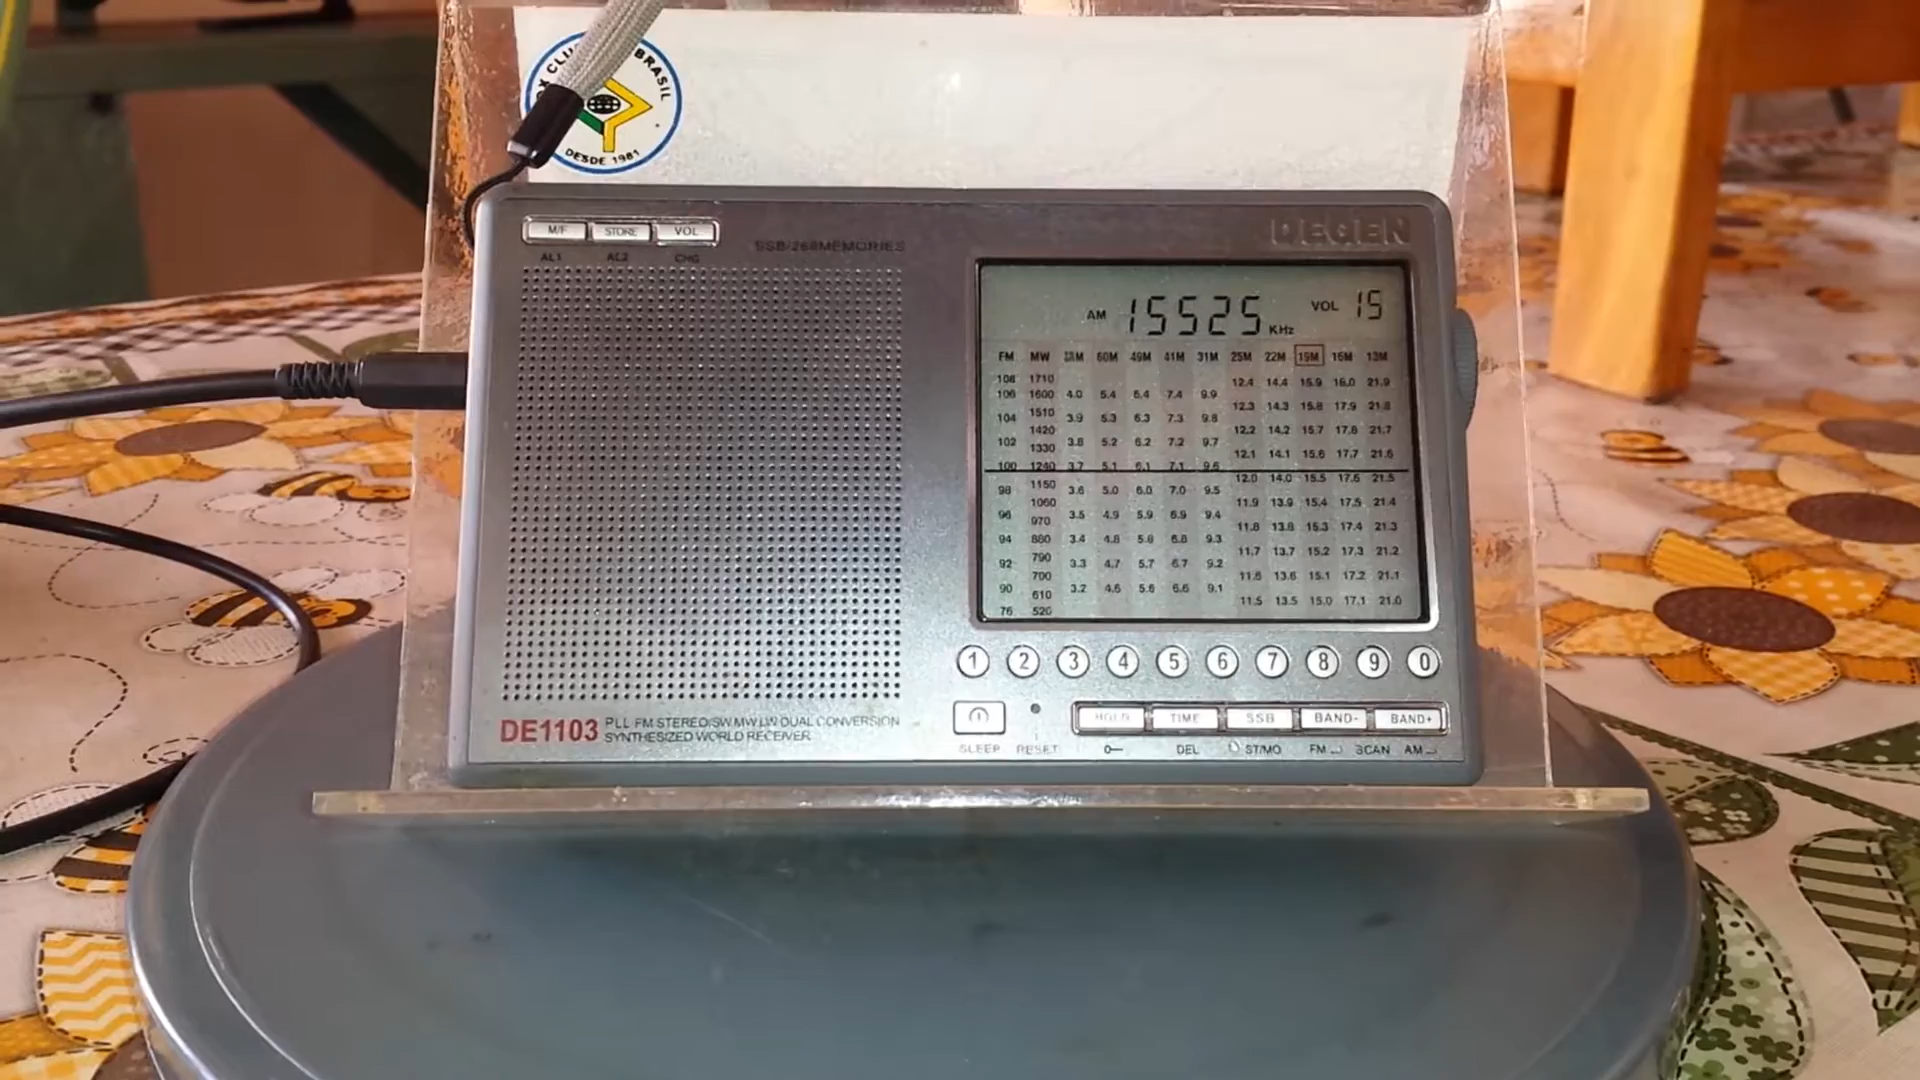 BRASIL
DESDE 1981
M/F STORE VOL
AL1 AL2 CHG
SSB/268MEMORIES
DEGEN
AM 15525 KHz VOL 15
FM MW 60M 49M 41M 31M 25M 22M 19M 16M 13M
108 1710 12.4 14.4 15.9 18.0 21.9
106 1600 4.0 5.4 6.4 7.4 9.9
104 1510 3.9 5.3 6.3 7.3 9.8 12.3 14.3 15.8 17.9 21.8
1420 12.2 14.2 15.7 17.8 21.7
102 1330 3.8 5.2 6.2 7.2 9.7 12.1 14.1 15.6 17.7 21.6
100 1240 3.7 5.1 6.1 7.1 9.6 12.0 14.0 15.5 17.6 21.5
98 1150 3.6 5.0 6.0 7.0 9.5
1060 11.9 13.9 15.4 17.5 21.4
96 970 3.5 4.9 5.9 6.9 9.4 11.8 13.8 15.3 17.4 21.3
94 880 3.4 4.8 5.8 6.8 9.3
790 11.7 13.7 15.2 17.3 21.2
92 700 3.3 4.7 5.7 6.7 9.2 11.6 13.6 15.1 17.2 21.1
90 610 3.2 4.6 5.6 6.6 9.1 11.5 13.5 15.0 17.1 21.0
76 520
1 2 3 4 5 6 7 8 9 0
HOLD TIME SSB BAND- BAND+
SLEEP RESET DEL ST/MO FM SCAN AM
DE1103 PLL FM STEREO/SW.MW.LW DUAL CONVERSION
SYNTHESIZED WORLD RECEIVER